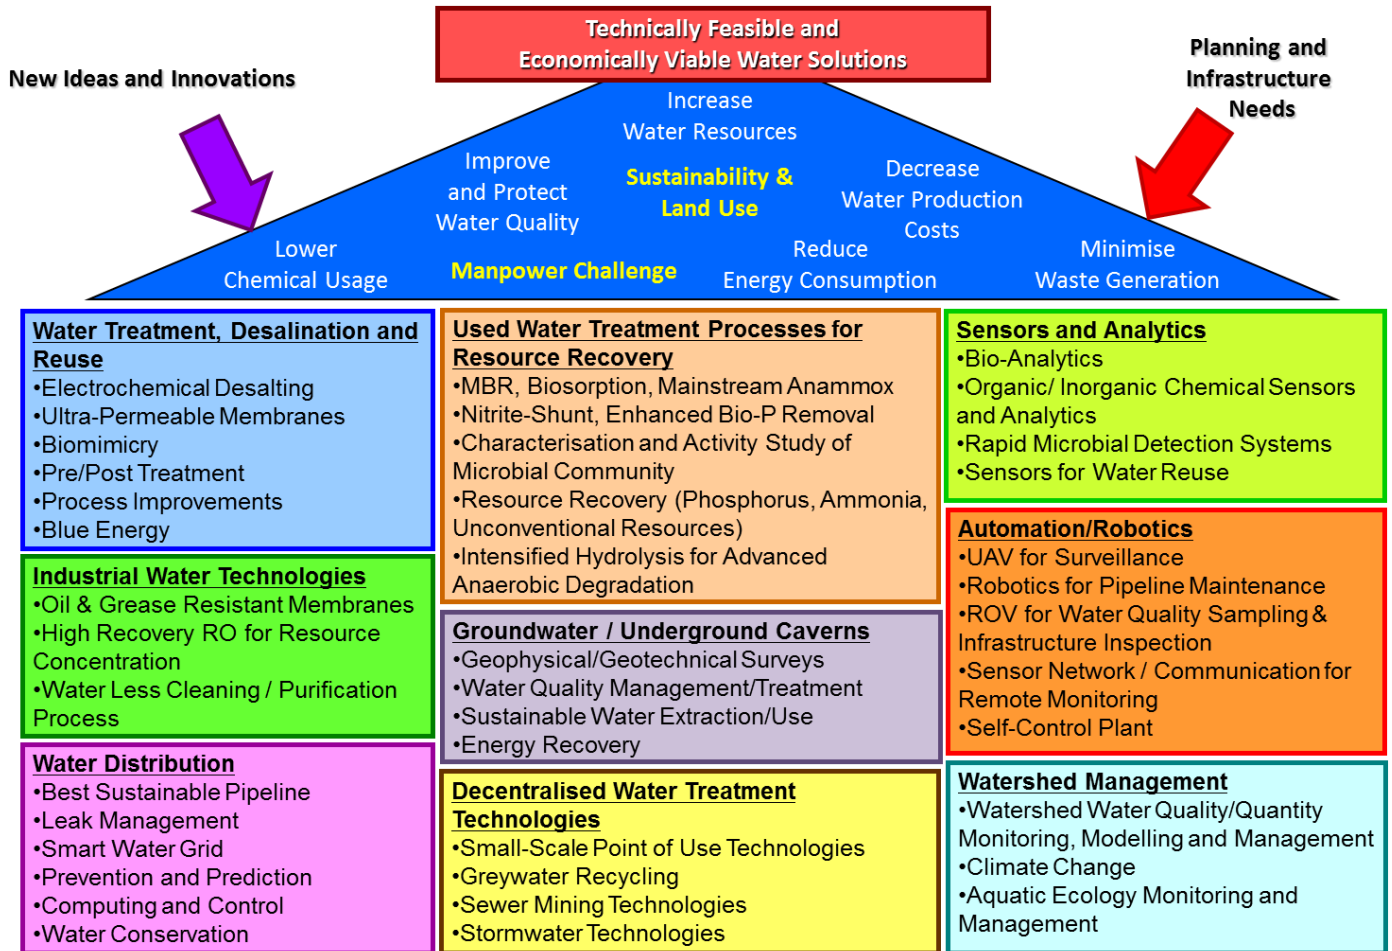 Technically Feasible and
Economically Viable Water Solutions
New Ideas and Innovations
Planning and
Infrastructure
Needs
Increase
Water Resources
Improve
and Protect
Water Quality
Sustainability &
Land Use
Decrease
Water Production
Costs
Lower
Chemical Usage
Manpower Challenge
Reduce
Energy Consumption
Minimise
Waste Generation
Water Treatment, Desalination and
Reuse
•Electrochemical Desalting
•Ultra-Permeable Membranes
•Biomimicry
•Pre/Post Treatment
•Process Improvements
•Blue Energy
Industrial Water Technologies
•Oil & Grease Resistant Membranes
•High Recovery RO for Resource
Concentration
•Water Less Cleaning / Purification
Process
Water Distribution
•Best Sustainable Pipeline
•Leak Management
•Smart Water Grid
•Prevention and Prediction
•Computing and Control
•Water Conservation
Used Water Treatment Processes for
Resource Recovery
•MBR, Biosorption, Mainstream Anammox
•Nitrite-Shunt, Enhanced Bio-P Removal
•Characterisation and Activity Study of
Microbial Community
•Resource Recovery (Phosphorus, Ammonia,
Unconventional Resources)
•Intensified Hydrolysis for Advanced
Anaerobic Degradation
Groundwater / Underground Caverns
•Geophysical/Geotechnical Surveys
•Water Quality Management/Treatment
•Sustainable Water Extraction/Use
•Energy Recovery
Decentralised Water Treatment
Technologies
•Small-Scale Point of Use Technologies
•Greywater Recycling
•Sewer Mining Technologies
•Stormwater Technologies
Sensors and Analytics
•Bio-Analytics
•Organic/ Inorganic Chemical Sensors
and Analytics
•Rapid Microbial Detection Systems
•Sensors for Water Reuse
Automation/Robotics
•UAV for Surveillance
•Robotics for Pipeline Maintenance
•ROV for Water Quality Sampling &
Infrastructure Inspection
•Sensor Network / Communication for
Remote Monitoring
•Self-Control Plant
Watershed Management
•Watershed Water Quality/Quantity
Monitoring, Modelling and Management
•Climate Change
•Aquatic Ecology Monitoring and
Management